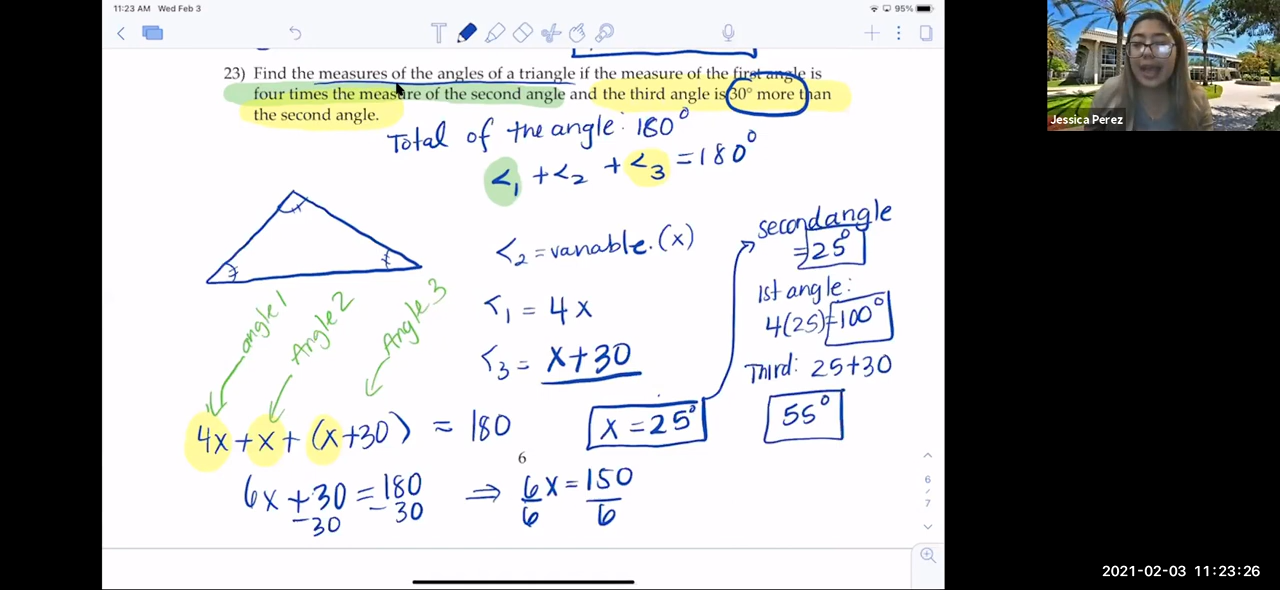 11:23 AM Wed Feb 3
95%
T
23) Find the measures of the angles of a triangle if the measure of the first angle is
four times the measure of the second angle and the third angle is 30° more than
the second angle.
Total of the angle: 180°
<1 + <2 + <3 = 180°
<2 = variable. (x)
<1 = 4x
<3 = x+30
second angle
= 25°
1st angle:
4(25) = 100°
Third: 25+30
55°
angle 1
Angle 2
Angle 3
4x + x + (x+30) = 180
x = 25°
6
6x + 30 = 180
-30 -30
⇒ 6x = 150
6 6
6
/
7
Jessica Perez
2021-02-03 11:23:26